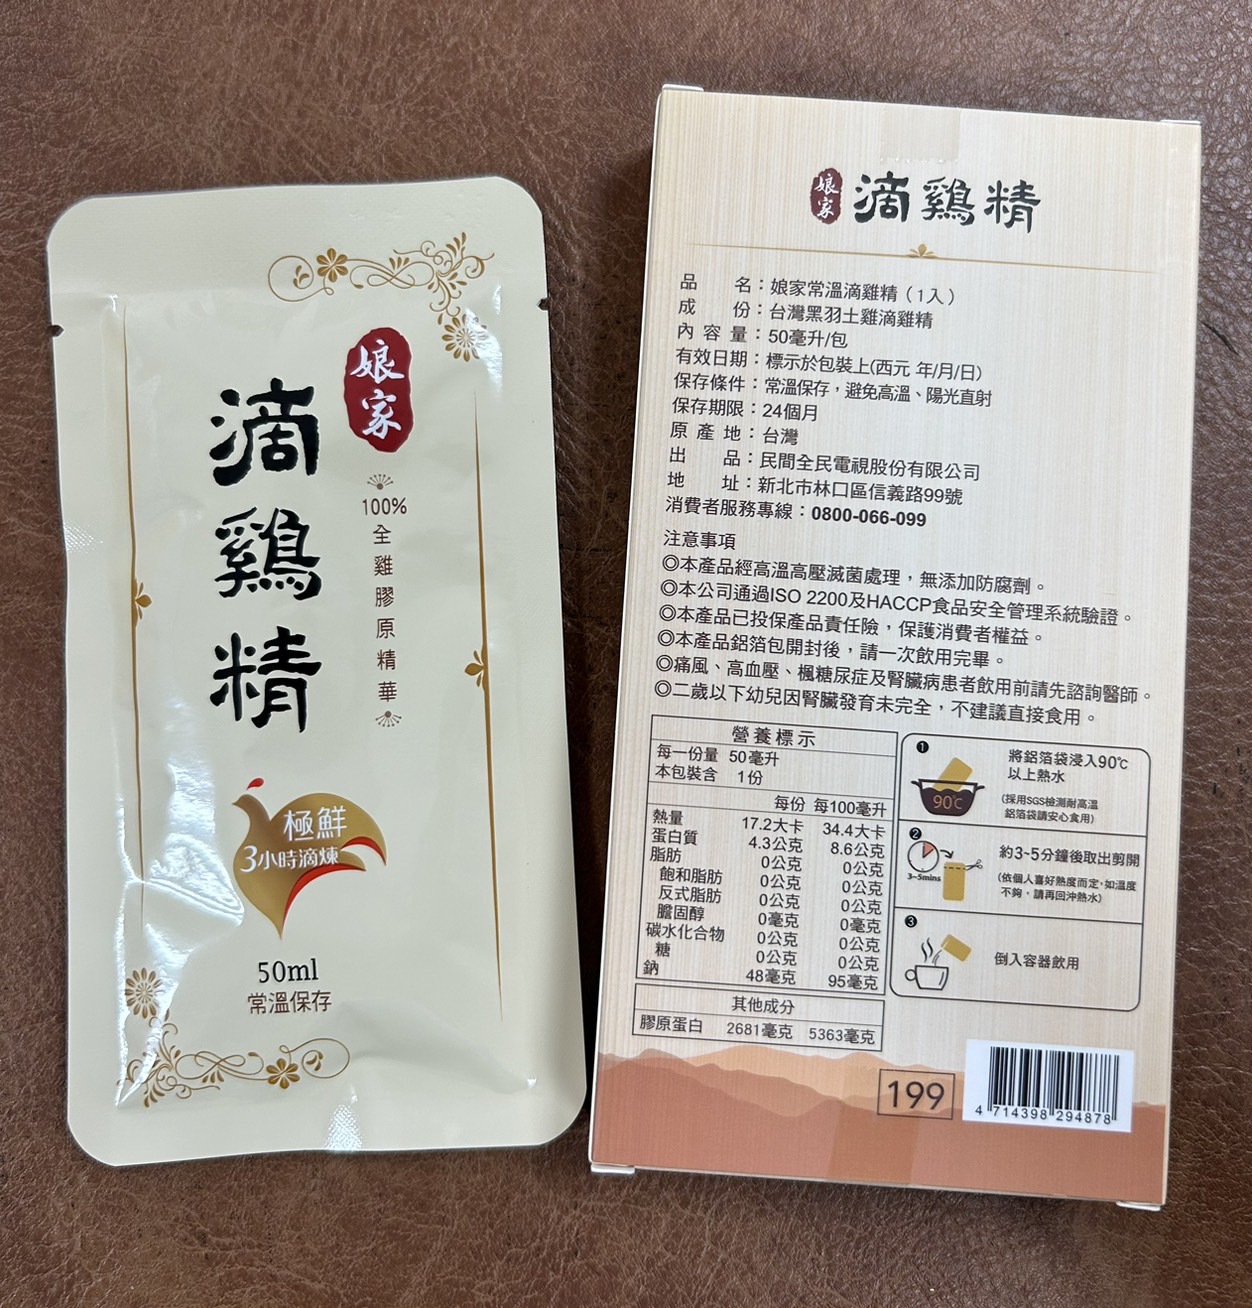 娘家
滴鷄精
100%
全雞膠原精華
極鮮
3小時滴煉
50ml
常溫保存
娘家 滴鷄精
品名：娘家常溫滴雞精（1入）
成份：台灣黑羽土雞滴雞精
內容量：50毫升/包
有效日期：標示於包裝上(西元 年/月/日)
保存條件：常溫保存，避免高溫、陽光直射
保存期限：24個月
原產地：台灣
出品：民間全民電視股份有限公司
地址：新北市林口區信義路99號
消費者服務專線：0800-066-099
注意事項
◎本產品經高溫高壓滅菌處理，無添加防腐劑。
◎本公司通過ISO 2200及HACCP食品安全管理系統驗證。
◎本產品已投保產品責任險，保護消費者權益。
◎本產品鋁箔包開封後，請一次飲用完畢。
◎痛風、高血壓、楓糖尿症及腎臟病患者飲用前請先諮詢醫師。
◎二歲以下幼兒因腎臟發育未完全，不建議直接食用。
營養標示
每一份量 50毫升
本包裝含 1份
每份 每100毫升
熱量 17.2大卡 34.4大卡
蛋白質 4.3公克 8.6公克
脂肪 0公克 0公克
飽和脂肪 0公克 0公克
反式脂肪 0公克 0公克
膽固醇 0毫克 0毫克
碳水化合物 0公克 0公克
糖 0公克 0公克
鈉 48毫克 95毫克
其他成分
膠原蛋白 2681毫克 5363毫克
1
90℃
將鋁箔袋浸入90℃
以上熱水
（採用SGS檢測耐高溫
鋁箔袋請安心食用）
2
3~5mins
約3~5分鐘後取出剪開
（依個人喜好熱度而定，如溫度
不夠，請再回沖熱水）
3
倒入容器飲用
199
4 714398 294878